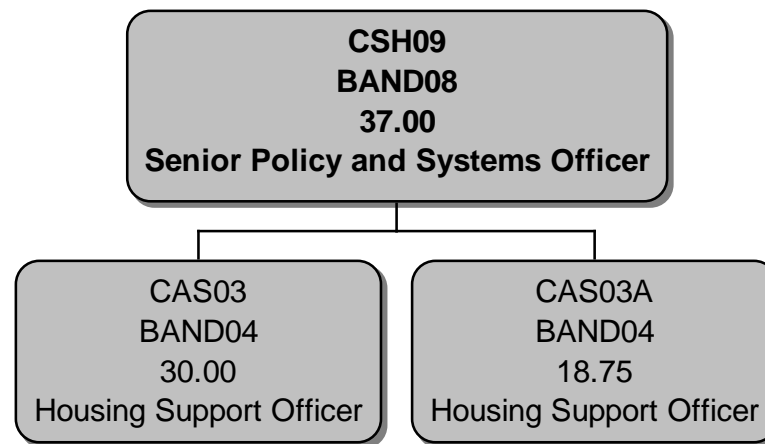 CSH09
BAND08
37.00
Senior Policy and Systems Officer
CAS03
BAND04
30.00
Housing Support Officer
CAS03A
BAND04
18.75
Housing Support Officer